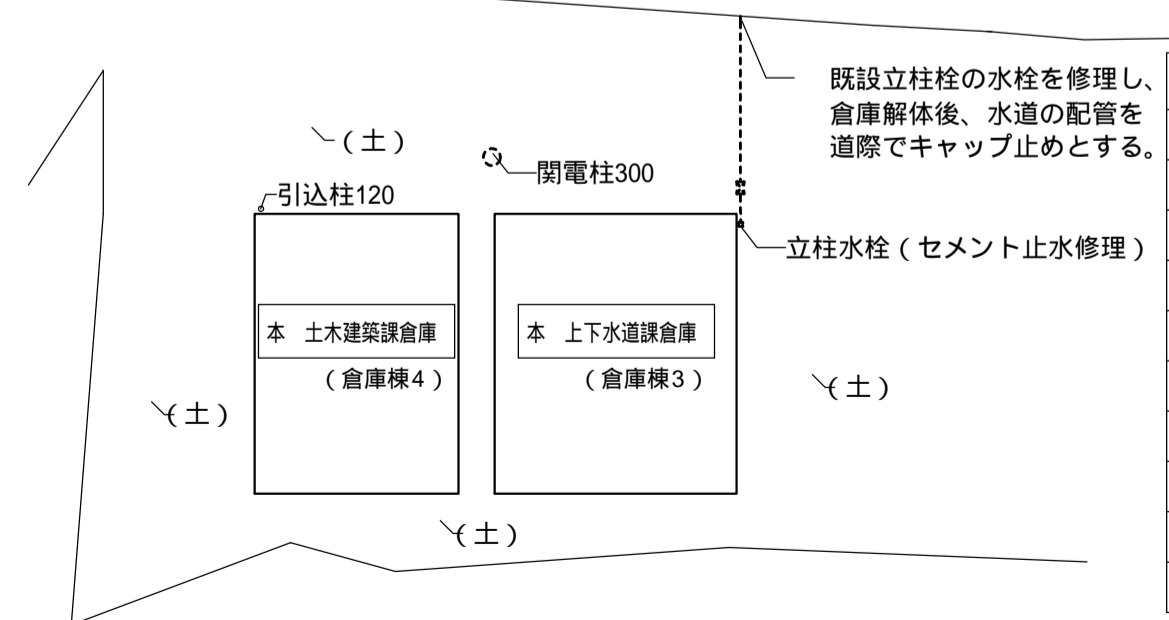 既設立柱栓の水栓を修理し、
倉庫解体後、水道の配管を
道際でキャップ止めとする。
(土)
関電柱300
引込柱120
立柱水栓(セメント止水修理)
本 土木建築課倉庫
(倉庫棟4)
本 上下水道課倉庫
(倉庫棟3)
(土)
(土)
(土)